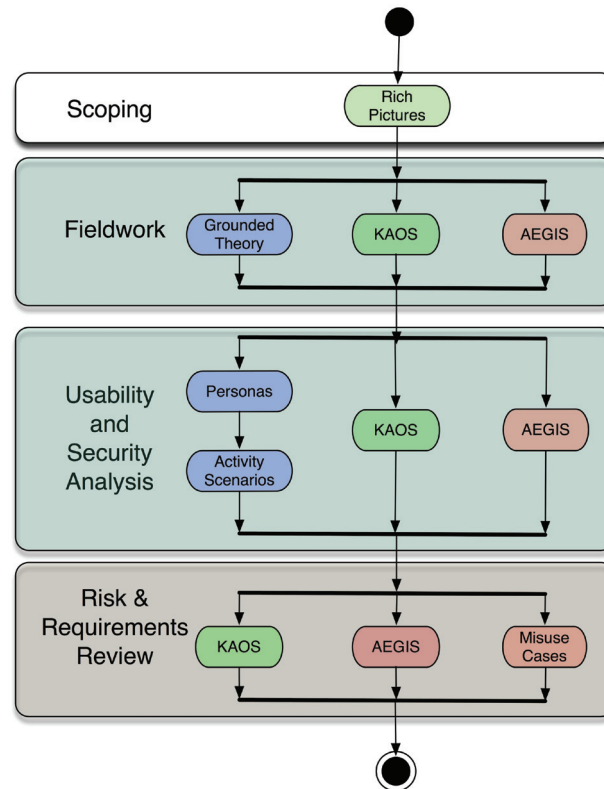 Scoping
Rich
Pictures
Fieldwork
Grounded
Theory
KAOS
AEGIS
Usability
and
Security
Analysis
Personas
Activity
Scenarios
KAOS
AEGIS
Risk &
Requirements
Review
KAOS
AEGIS
Misuse
Cases